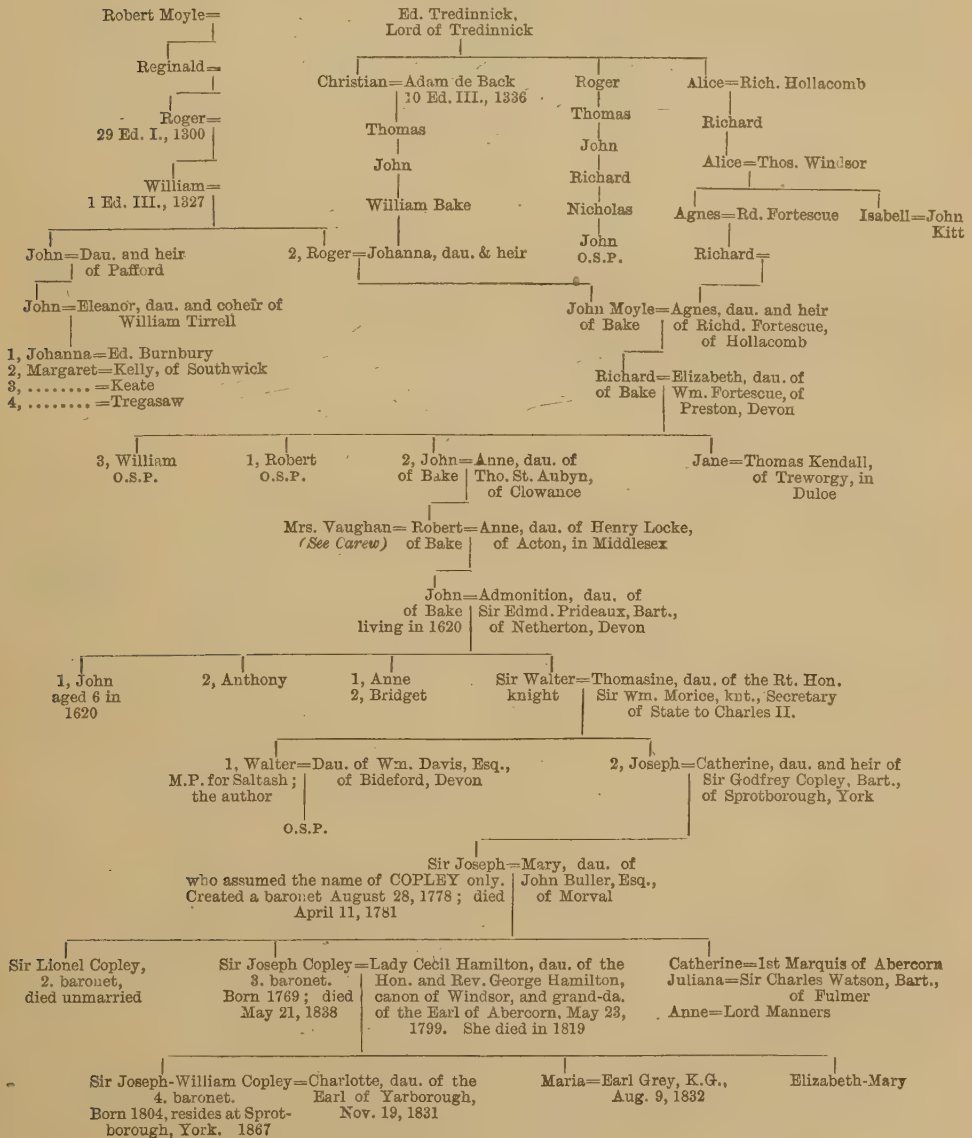 Robert Moyle=
Ed. Tredinnick,
Lord of Tredinnick
Reginald=
Christian=Adam de Back
10 Ed. III., 1336
Roger
Alice=Rich. Hollacomb
Roger=
29 Ed. I., 1300
Thomas
Thomas
Richard
John
John
Alice=Thos. Windsor
William=
1 Ed. III., 1327
William Bake
Richard
Nicholas
Agnes=Rd. Fortescue
Isabell=John
Kitt
John=Dau. and heir
of Pafford
2, Roger=Johanna, dau. & heir
John
O.S.P.
Richard=
John=Eleanor, dau. and coheir of
William Tirrell
John Moyle=Agnes, dau. and heir
of Bake of Richd. Fortescue,
of Hollacomb
1, Johanna=Ed. Burnbury
2, Margaret=Kelly, of Southwick
3, ........ =Keate
4, ........ =Tregasaw
Richard=Elizabeth, dau. of
of Bake Wm. Fortescue, of
Preston, Devon
3, William
O.S.P.
1, Robert
O.S.P.
2, John=Anne, dau. of
of Bake Tho. St. Aubyn,
of Clowance
Jane=Thomas Kendall,
of Treworgy, in
Duloe
Mrs. Vaughan= Robert=Anne, dau. of Henry Locke,
(See Carew) of Bake of Acton, in Middlesex
John=Admonition, dau. of
of Bake Sir Edmd. Prideaux, Bart.,
living in 1620 of Netherton, Devon
1, John
aged 6 in
1620
2, Anthony
1, Anne
2, Bridget
Sir Walter=Thomasine, dau. of the Rt. Hon.
knight Sir Wm. Morice, knt., Secretary
of State to Charles II.
1, Walter=Dau. of Wm. Davis, Esq.,
M.P. for Saltash; of Bideford, Devon
the author
O.S.P.
2, Joseph=Catherine, dau. and heir of
Sir Godfrey Copley, Bart.,
of Sprotborough, York
Sir Joseph=Mary, dau. of
who assumed the name of COPLEY only. John Buller, Esq.,
Created a baronet August 28, 1778; died of Morval
April 11, 1781
Sir Lionel Copley,
2. baronet,
died unmarried
Sir Joseph Copley=Lady Cecil Hamilton, dau. of the
3. baronet. Hon. and Rev. George Hamilton,
Born 1769; died canon of Windsor, and grand-da.
May 21, 1838 of the Earl of Abercorn, May 23,
1799. She died in 1819
Catherine=1st Marquis of Abercorn
Juliana=Sir Charles Watson, Bart.,
of Fulmer
Anne=Lord Manners
Sir Joseph-William Copley=Charlotte, dau. of the
4. baronet. Earl of Yarborough,
Born 1804, resides at Sprot- Nov. 19, 1831
borough, York. 1867
Maria=Earl Grey, K.G.,
Aug. 9, 1832
Elizabeth-Mary